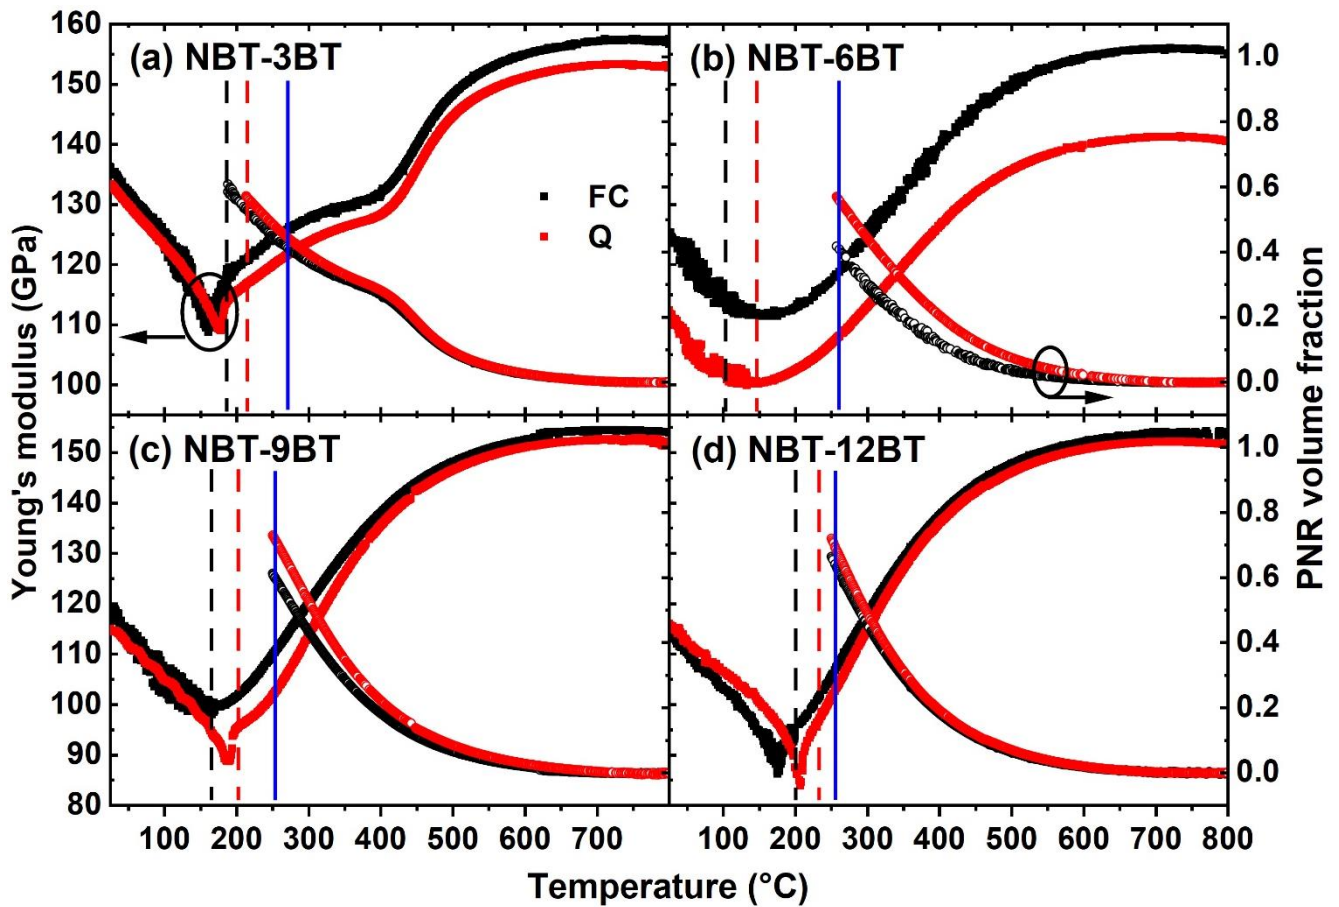 (a) NBT-3BT
(b) NBT-6BT
FC
Q
(c) NBT-9BT
(d) NBT-12BT
160
150
140
130
120
110
100
150
140
130
120
110
100
90
80
1.0
0.8
0.6
0.4
0.2
0.0
1.0
0.8
0.6
0.4
0.2
0.0
100 200 300 400 500 600 700 100 200 300 400 500 600 700 800
Young's modulus (GPa)
PNR volume fraction
Temperature (°C)